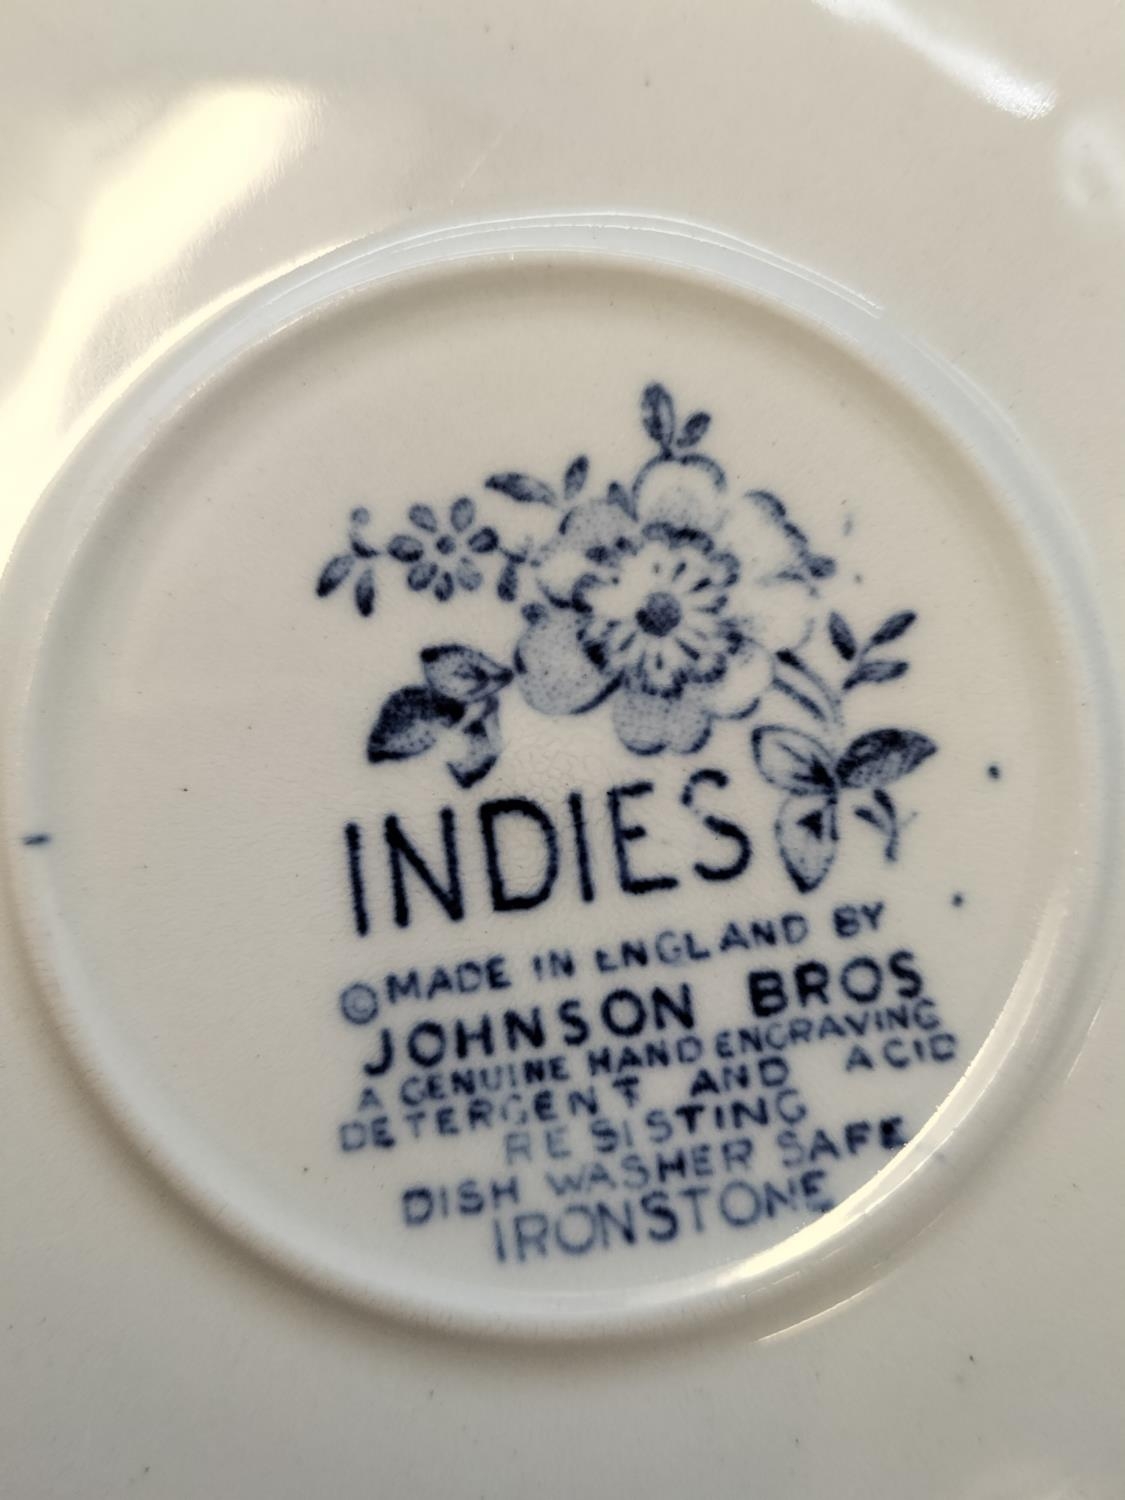 INDIES
©MADE IN ENGLAND BY
JOHNSON BROS
A GENUINE HAND ENGRAVING
DETERGENT AND ACID
RESISTING
DISH WASHER SAFE
IRONSTONE